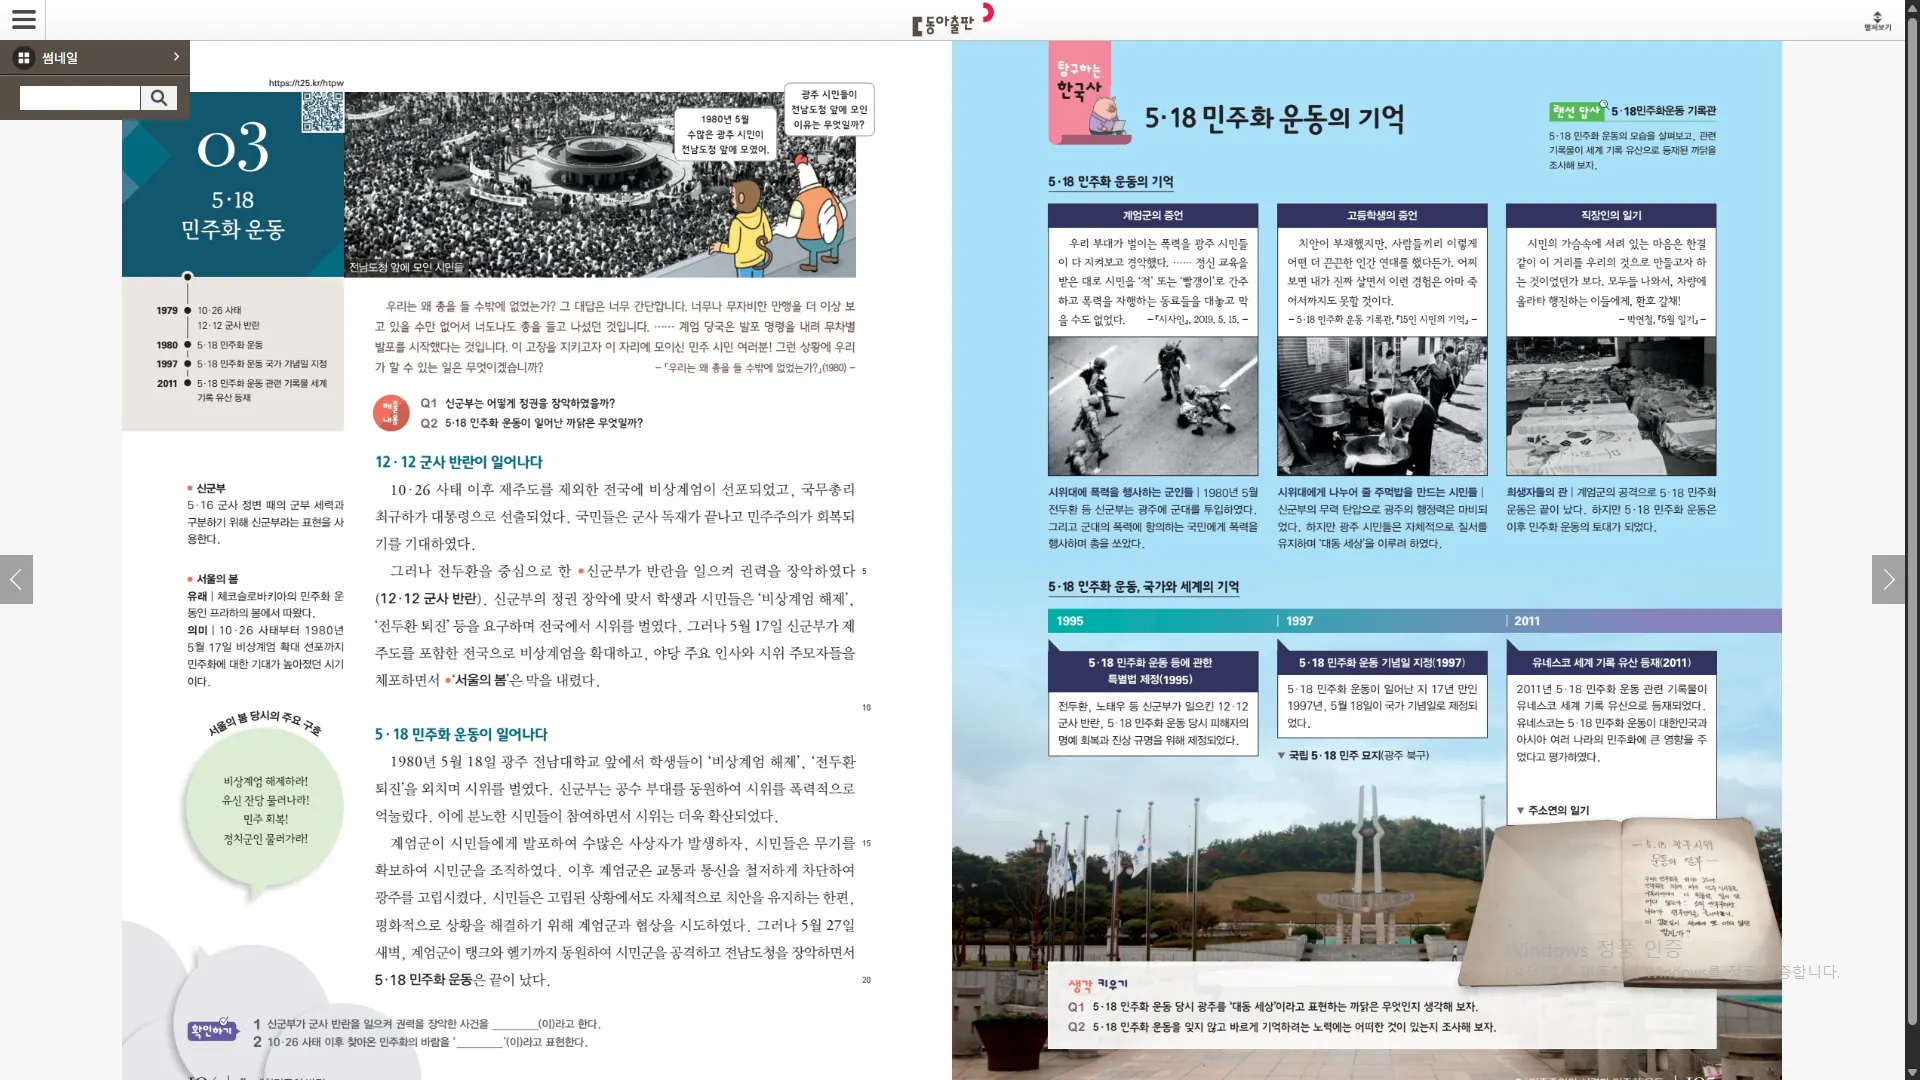 동아출판
펼쳐보기
썸네일
https://t25.kr/htpw
03
5·18
민주화 운동
1980년 5월
수많은 광주 시민이
전남도청 앞에 모였어.
광주 시민들이
전남도청 앞에 모인
이유는 무엇일까?
전남도청 앞에 모인 시민들
1979 10·26 사태
12·12 군사 반란
1980 5·18 민주화 운동
1997 5·18 민주화 운동 국가 기념일 지정
2011 5·18 민주화 운동 관련 기록물 세계
기록 유산 등재
우리는 왜 총을 들 수밖에 없었는가? 그 대답은 너무 간단합니다. 너무나 무자비한 만행을 더 이상 보
고 있을 수만 없어서 너도나도 총을 들고 나섰던 것입니다. …… 계엄 당국은 발포 명령을 내려 무차별
발포를 시작했다는 것입니다. 이 고장을 지키고자 이 자리에 모이신 민주 시민 여러분! 그런 상황에 우리
가 할 수 있는 일은 무엇이겠습니까? – 「우리는 왜 총을 들 수밖에 없었는가?」(1980) –
배울
내용
Q1 신군부는 어떻게 정권을 장악하였을까?
Q2 5·18 민주화 운동이 일어난 까닭은 무엇일까?
12·12 군사 반란이 일어나다
10·26 사태 이후 제주도를 제외한 전국에 비상계엄이 선포되었고, 국무총리
최규하가 대통령으로 선출되었다. 국민들은 군사 독재가 끝나고 민주주의가 회복되
기를 기대하였다.
그러나 전두환을 중심으로 한 •신군부가 반란을 일으켜 권력을 장악하였다 5
(12·12 군사 반란). 신군부의 정권 장악에 맞서 학생과 시민들은 ‘비상계엄 해제’,
‘전두환 퇴진’ 등을 요구하며 전국에서 시위를 벌였다. 그러나 5월 17일 신군부가 제
주도를 포함한 전국으로 비상계엄을 확대하고, 야당 주요 인사와 시위 주모자들을
체포하면서 •‘서울의 봄’은 막을 내렸다.
10
• 신군부
5·16 군사 정변 때의 군부 세력과
구분하기 위해 신군부라는 표현을 사
용한다.
• 서울의 봄
유래 | 체코슬로바키아의 민주화 운
동인 프라하의 봄에서 따왔다.
의미 | 10·26 사태부터 1980년
5월 17일 비상계엄 확대 선포까지
민주화에 대한 기대가 높아졌던 시기
이다.
서울의 봄 당시의 주요 구호
비상계엄 해제하라!
유신 잔당 물러나라!
민주 회복!
정치군인 물러가라!
5·18 민주화 운동이 일어나다
1980년 5월 18일 광주 전남대학교 앞에서 학생들이 ‘비상계엄 해제’, ‘전두환
퇴진’을 외치며 시위를 벌였다. 신군부는 공수 부대를 동원하여 시위를 폭력적으로
억눌렀다. 이에 분노한 시민들이 참여하면서 시위는 더욱 확산되었다.
계엄군이 시민들에게 발포하여 수많은 사상자가 발생하자, 시민들은 무기를 15
확보하여 시민군을 조직하였다. 이후 계엄군은 교통과 통신을 철저하게 차단하여
광주를 고립시켰다. 시민들은 고립된 상황에서도 자체적으로 치안을 유지하는 한편,
평화적으로 상황을 해결하기 위해 계엄군과 협상을 시도하였다. 그러나 5월 27일
새벽, 계엄군이 탱크와 헬기까지 동원하여 시민군을 공격하고 전남도청을 장악하면서
5·18 민주화 운동은 끝이 났다. 20
확인하기
1 신군부가 군사 반란을 일으켜 권력을 장악한 사건을 ________(이)라고 한다.
2 10·26 사태 이후 찾아온 민주화의 바람을 ‘________’(이)라고 표현한다.
탐구하는
한국사
5·18 민주화 운동의 기억
랜선 답사 5·18민주화운동 기록관
5·18 민주화 운동의 모습을 살펴보고, 관련
기록물이 세계 기록 유산으로 등재된 까닭을
조사해 보자.
5·18 민주화 운동의 기억
계엄군의 증언
우리 부대가 벌이는 폭력을 광주 시민들
이 다 지켜보고 경악했다. …… 정신 교육을
받은 대로 시민을 ‘적’ 또는 ‘빨갱이’로 간주
하고 폭력을 자행하는 동료들을 대놓고 막
을 수도 없었다. – 『시사인』, 2019. 5. 15. –
시위대에 폭력을 행사하는 군인들 | 1980년 5월
전두환 등 신군부는 광주에 군대를 투입하였다.
그리고 군대의 폭력에 항의하는 국민에게 폭력을
행사하며 총을 쏘았다.
고등학생의 증언
치안이 부재했지만, 사람들끼리 이렇게
어떤 더 끈끈한 인간 연대를 했다든가. 어찌
보면 내가 진짜 살면서 이런 경험은 아마 죽
어서까지도 못할 것이다.
– 5·18 민주화 운동 기록관, 『15인 시민의 기억』 –
시위대에게 나누어 줄 주먹밥을 만드는 시민들 |
신군부의 무력 탄압으로 광주의 행정력은 마비되
었다. 하지만 광주 시민들은 자체적으로 질서를
유지하며 ‘대동 세상’을 이루려 하였다.
직장인의 일기
시민의 가슴속에 서려 있는 마음은 한결
같이 이 거리를 우리의 것으로 만들고자 하
는 것이었던가 보다. 모두들 나와서, 차량에
올라타 행진하는 이들에게, 환호 갈채!
– 박연철, 『5월 일기』 –
희생자들의 관 | 계엄군의 공격으로 5·18 민주화
운동은 끝이 났다. 하지만 5·18 민주화 운동은
이후 민주화 운동의 토대가 되었다.
5·18 민주화 운동, 국가와 세계의 기억
1995 | 1997 | 2011
5·18 민주화 운동 등에 관한
특별법 제정(1995)
전두환, 노태우 등 신군부가 일으킨 12·12
군사 반란, 5·18 민주화 운동 당시 피해자의
명예 회복과 진상 규명을 위해 제정되었다.
5·18 민주화 운동 기념일 지정(1997)
5·18 민주화 운동이 일어난 지 17년 만인
1997년, 5월 18일이 국가 기념일로 제정되
었다.
▼ 국립 5·18 민주 묘지(광주 북구)
유네스코 세계 기록 유산 등재(2011)
2011년 5·18 민주화 운동 관련 기록물이
유네스코 세계 기록 유산으로 등재되었다.
유네스코는 5·18 민주화 운동이 대한민국과
아시아 여러 나라의 민주화에 큰 영향을 주
었다고 평가하였다.
▼ 주소연의 일기
5.18 광주 시위
Windows 정품 인증
생각 키우기
Q1 5·18 민주화 운동 당시 광주를 ‘대동 세상’이라고 표현하는 까닭은 무엇인지 생각해 보자.
Q2 5·18 민주화 운동을 잊지 않고 바르게 기억하려는 노력에는 어떠한 것이 있는지 조사해 보자.